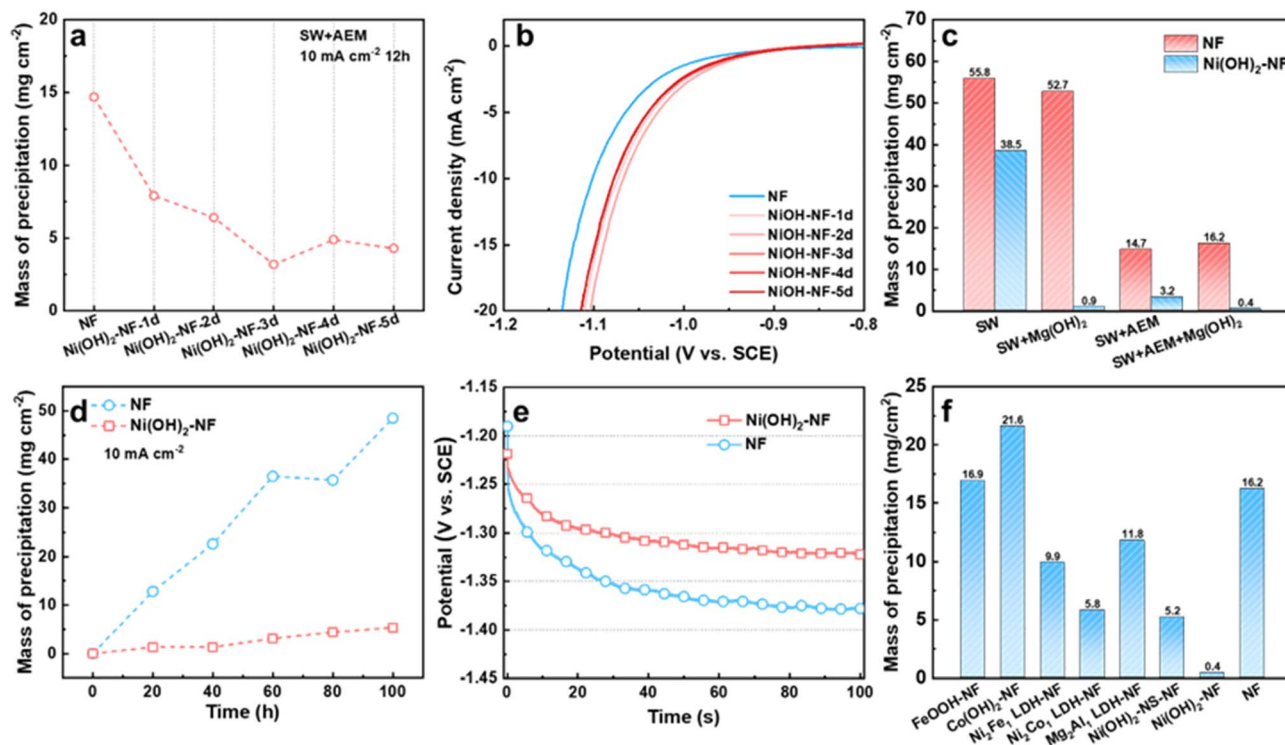 a
SW+AEM
10 mA cm⁻² 12h
Mass of precipitation (mg cm⁻²)
20
15
10
5
0
NF
Ni(OH)₂-NF-1d
Ni(OH)₂-NF-2d
Ni(OH)₂-NF-3d
Ni(OH)₂-NF-4d
Ni(OH)₂-NF-5d
b
Current density (mA cm⁻²)
0
-5
-10
-15
-20
NF
NiOH-NF-1d
NiOH-NF-2d
NiOH-NF-3d
NiOH-NF-4d
NiOH-NF-5d
-1.2
-1.1
-1.0
-0.9
-0.8
Potential (V vs. SCE)
c
NF
Ni(OH)₂-NF
Mass of precipitation (mg cm⁻²)
70
60
50
40
30
20
10
0
55.8
38.5
52.7
0.9
14.7
3.2
16.2
0.4
SW
SW+Mg(OH)₂
SW+AEM
SW+AEM+Mg(OH)₂
d
NF
Ni(OH)₂-NF
10 mA cm⁻²
Mass of precipitation (mg cm⁻²)
50
40
30
20
10
0
0
20
40
60
80
100
Time (h)
e
Ni(OH)₂-NF
NF
Potential (V vs. SCE)
-1.15
-1.20
-1.25
-1.30
-1.35
-1.40
-1.45
0
20
40
60
80
100
Time (s)
f
Mass of precipitation (mg/cm²)
25
20
15
10
5
0
16.9
21.6
9.9
5.8
11.8
5.2
0.4
16.2
FeOOH-NF
Co(OH)₂-NF
Ni₂Fe₁ LDH-NF
Ni₂Co₁ LDH-NF
Mg₂Al₁ LDH-NF
Ni(OH)₂-NS-NF
Ni(OH)₂-NF
NF